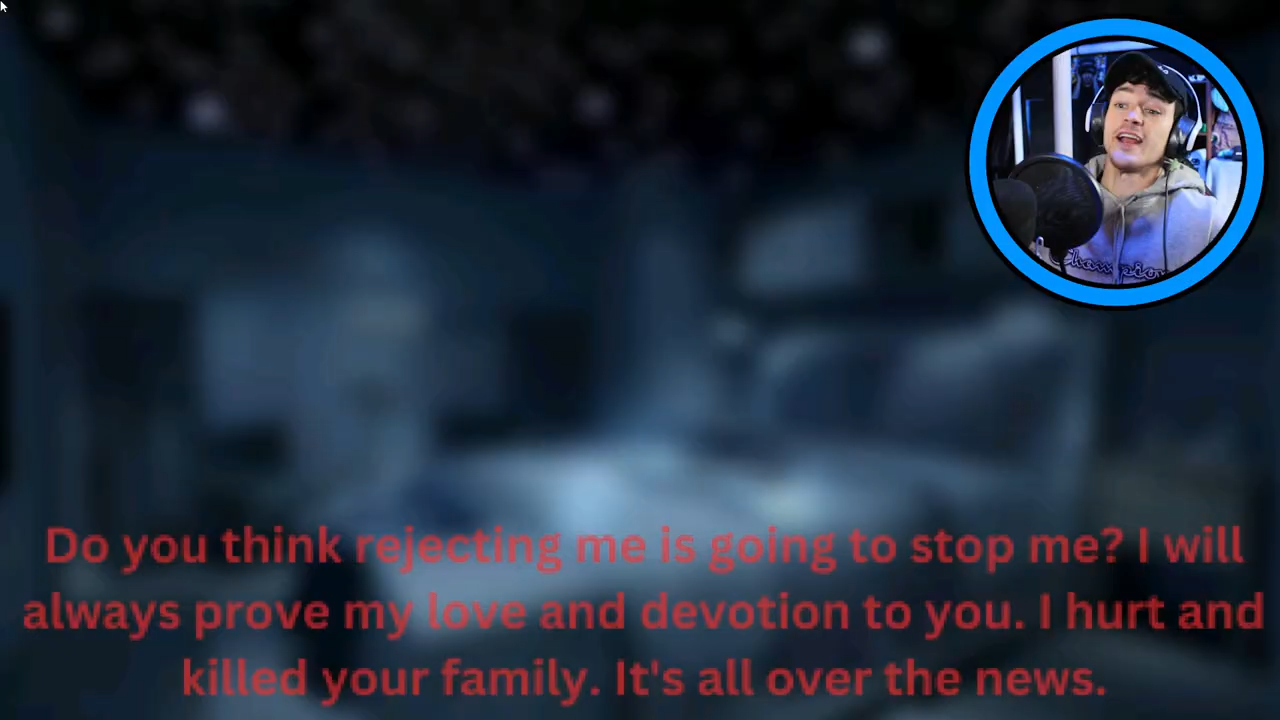 Champion
Do you think rejecting me is going to stop me? I will
always prove my love and devotion to you. I hurt and
killed your family. It's all over the news.